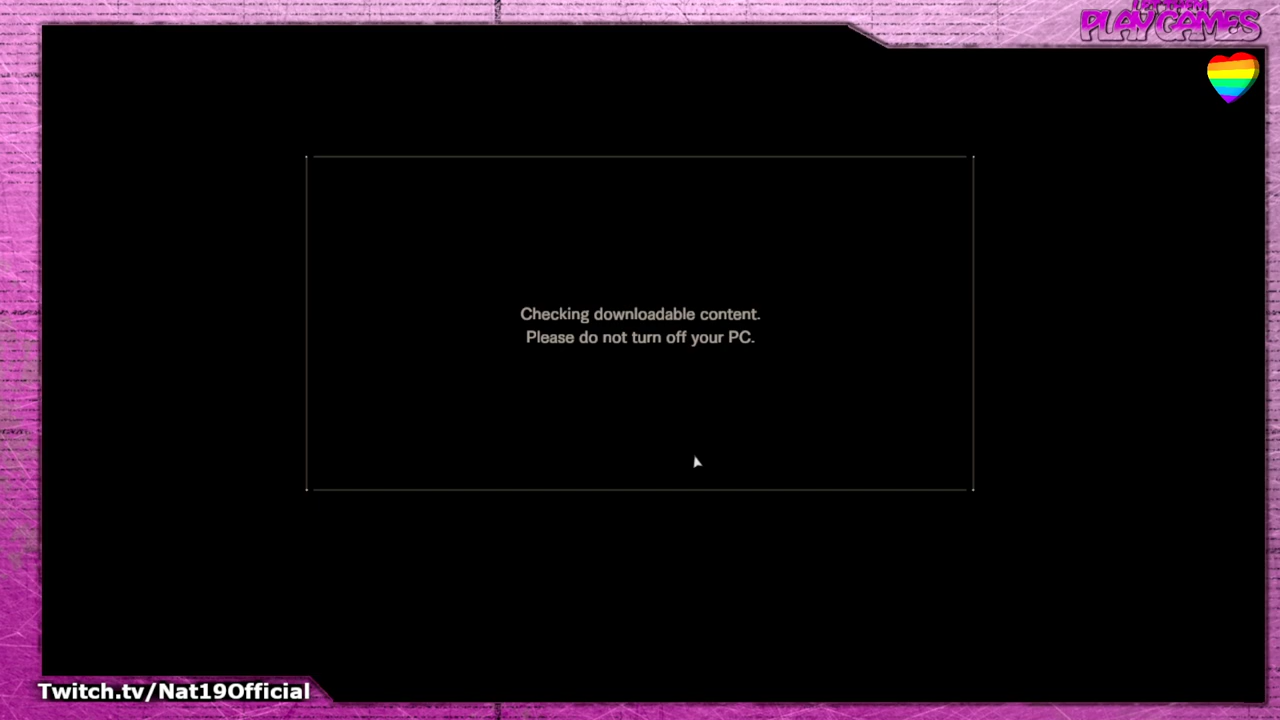 PLAY GAMES
Checking downloadable content.
Please do not turn off your PC.
Twitch.tv/Nat19Official